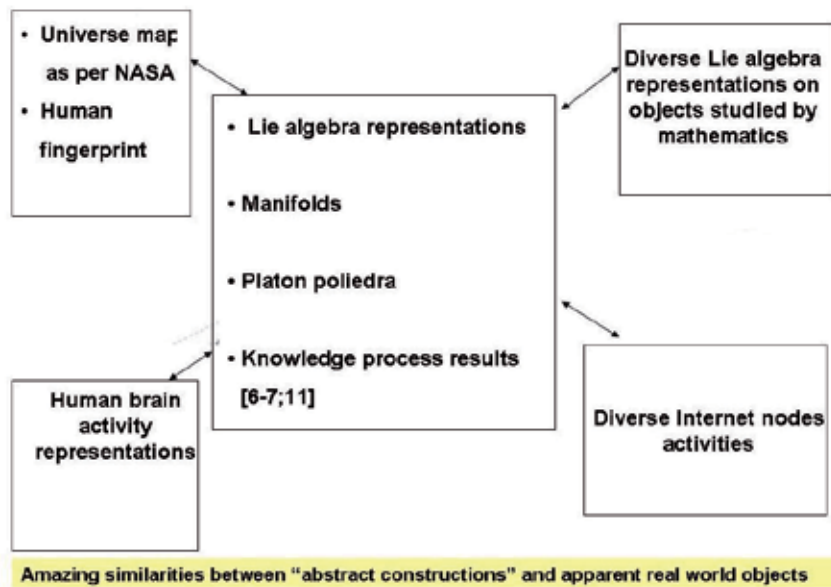 • Universe map
as per NASA
• Human
fingerprint
Diverse Lie algebra
representations on
objects studied by
mathematics
• Lie algebra representations
• Manifolds
• Platon poliedra
• Knowledge process results
[6-7;11]
Human brain
activity
representations
Diverse Internet nodes
activities
Amazing similarities between “abstract constructions” and apparent real world objects